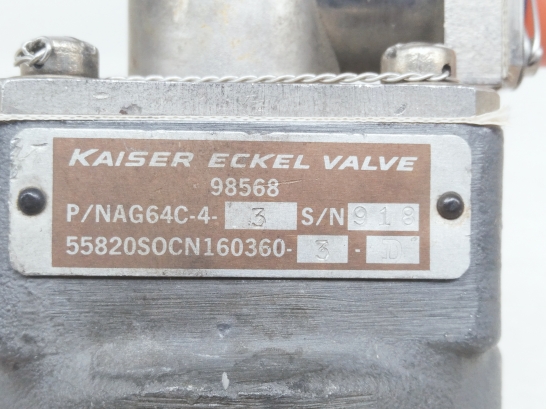 KAISER ECKEL VALVE
98568
P/NAG64C-4-3 S/N 918
55820SOCN160360-3-D